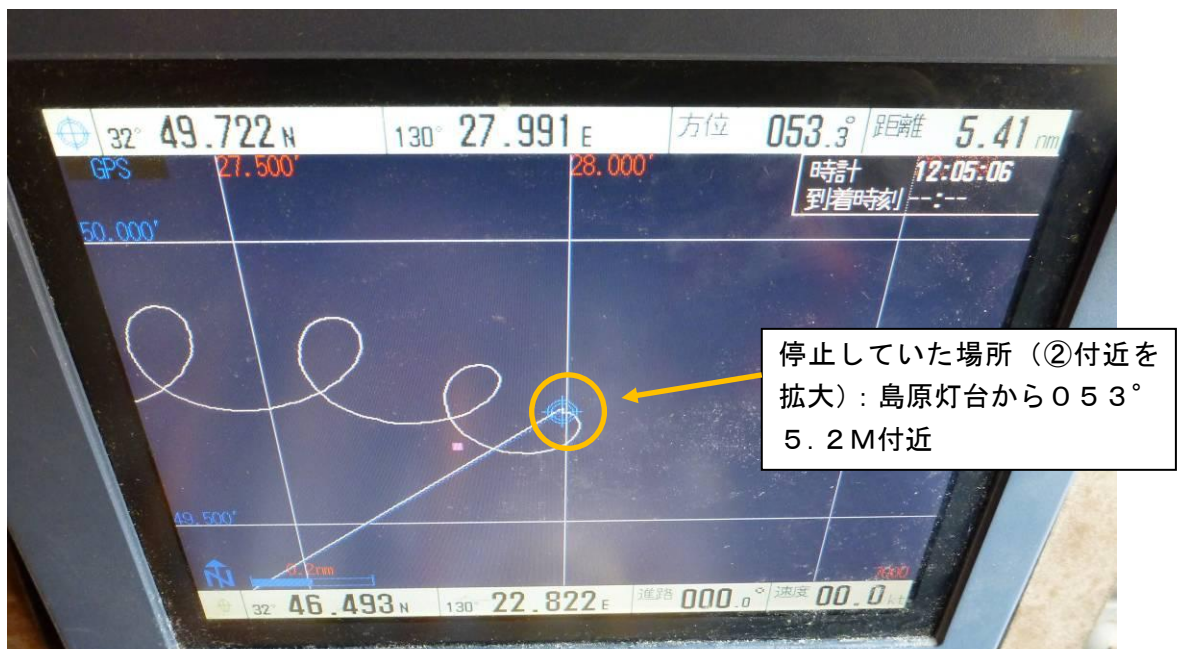 32° 49.722 N 130° 27.991 E 方位 053.3° 距離 5.41 nm
GPS 27.500' 28.000' 時計 12:05:06
到着時刻 --:--
50.000'
停止していた場所（②付近を
拡大）：島原灯台から０５３°
５．２Ｍ付近
49.500'
N 0.2nm
32° 46.493 N 130° 22.822 E 進路 000.0° 速度 00.0 kt